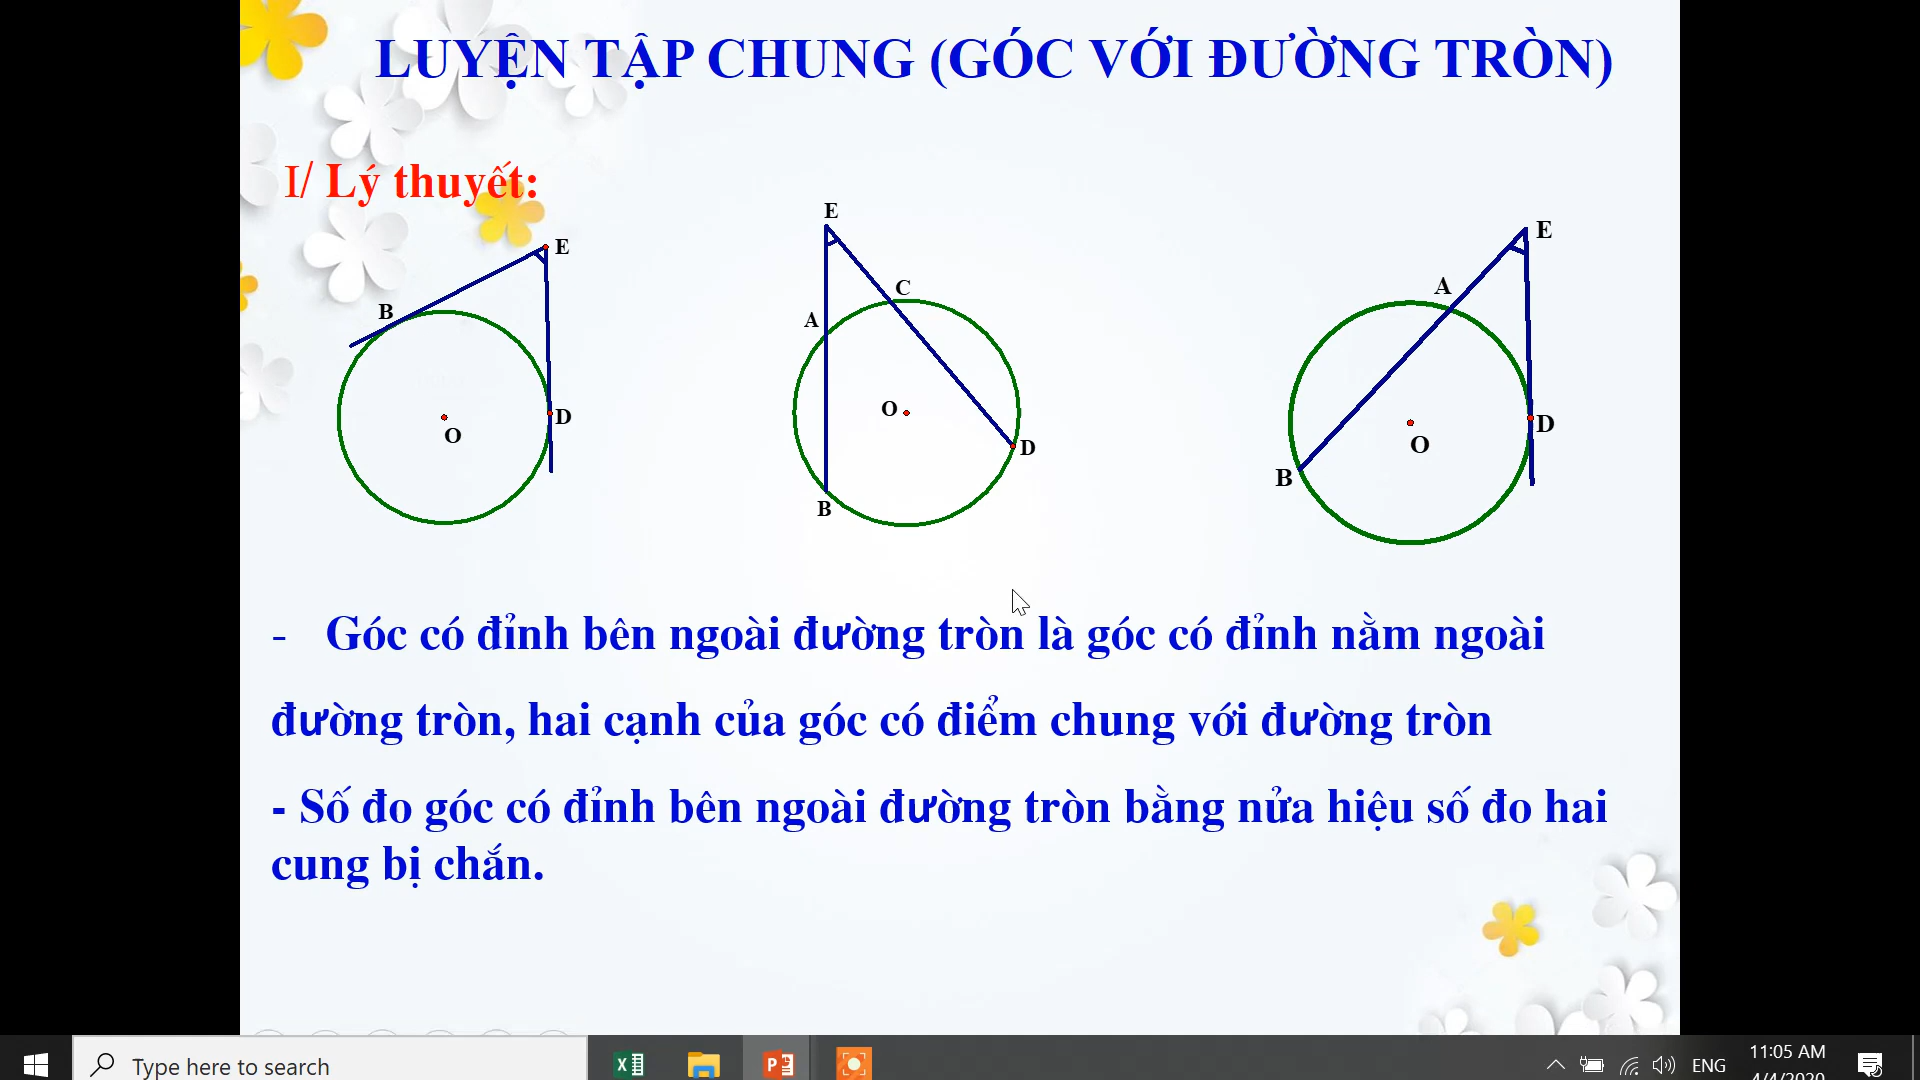 LUYỆN TẬP CHUNG (GÓC VỚI ĐƯỜNG TRÒN)
I/ Lý thuyết:
E
B
D
O
E
C
A
O
D
B
E
A
D
O
B
- Góc có đỉnh bên ngoài đường tròn là góc có đỉnh nằm ngoài
đường tròn, hai cạnh của góc có điểm chung với đường tròn
- Số đo góc có đỉnh bên ngoài đường tròn bằng nửa hiệu số đo hai
cung bị chắn.
Type here to search
ENG
11:05 AM
4/4/2020